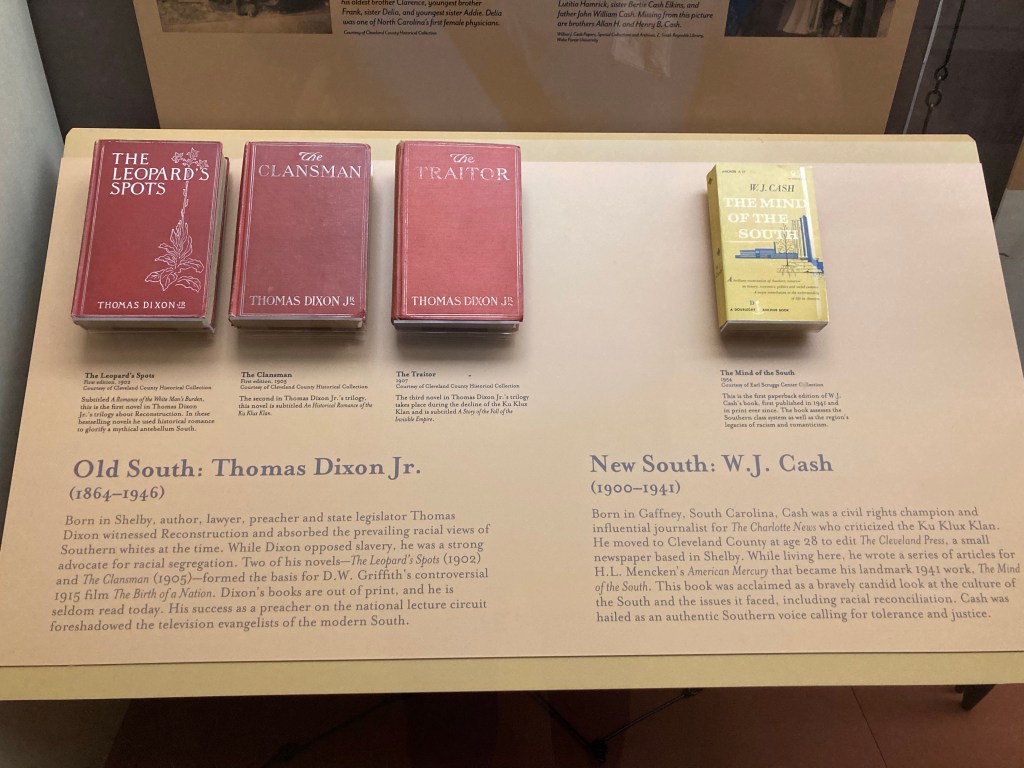 his oldest brother Clarence, youngest brother
Frank, sister Delia, and youngest sister Addie. Delia
was one of North Carolina's first female physicians.
Courtesy of Cleveland County Historical Collection
Lutitia Hamrick, sister Bertie Cash Elkins, and
father John William Cash. Missing from this picture
are brothers Allan H. and Henry B. Cash.
THE
LEOPARD'S
SPOTS
THOMAS DIXON JR
The
CLANSMAN
THOMAS DIXON JR.
The
TRAITOR
THOMAS DIXON JR.
W. J. CASH
THE MIND
OF THE
SOUTH
The Leopard's Spots
First edition, 1902
Courtesy of Cleveland County Historical Collection
Subtitled A Romance of the White Man's Burden,
this is the first novel in Thomas Dixon
Jr.'s trilogy about Reconstruction. In these
bestselling novels he used historical romance
to glorify a mythical antebellum South.
The Clansman
First edition, 1905
Courtesy of Cleveland County Historical Collection
The second in Thomas Dixon Jr.'s trilogy,
this novel is subtitled An Historical Romance of the
Ku Klux Klan.
The Traitor
1907
Courtesy of Cleveland County Historical Collection
The third novel in Thomas Dixon Jr.'s trilogy
takes place during the decline of the Ku Klux
Klan and is subtitled A Story of the Fall of the
Invisible Empire.
The Mind of the South
1954
Courtesy of Earl Scruggs Center Collection
This is the first paperback edition of W.J.
Cash's book, first published in 1941 and
in print ever since. The book assesses the
Southern class system as well as the region's
legacies of racism and romanticism.
Old South: Thomas Dixon Jr.
(1864–1946)
Born in Shelby, author, lawyer, preacher and state legislator Thomas
Dixon witnessed Reconstruction and absorbed the prevailing racial views of
Southern whites at the time. While Dixon opposed slavery, he was a strong
advocate for racial segregation. Two of his novels—The Leopard's Spots (1902)
and The Clansman (1905)—formed the basis for D.W. Griffith's controversial
1915 film The Birth of a Nation. Dixon's books are out of print, and he is
seldom read today. His success as a preacher on the national lecture circuit
foreshadowed the television evangelists of the modern South.
New South: W.J. Cash
(1900–1941)
Born in Gaffney, South Carolina, Cash was a civil rights champion and
influential journalist for The Charlotte News who criticized the Ku Klux Klan.
He moved to Cleveland County at age 28 to edit The Cleveland Press, a small
newspaper based in Shelby. While living here, he wrote a series of articles for
H.L. Mencken's American Mercury that became his landmark 1941 work, The Mind
of the South. This book was acclaimed as a bravely candid look at the culture of
the South and the issues it faced, including racial reconciliation. Cash was
hailed as an authentic Southern voice calling for tolerance and justice.